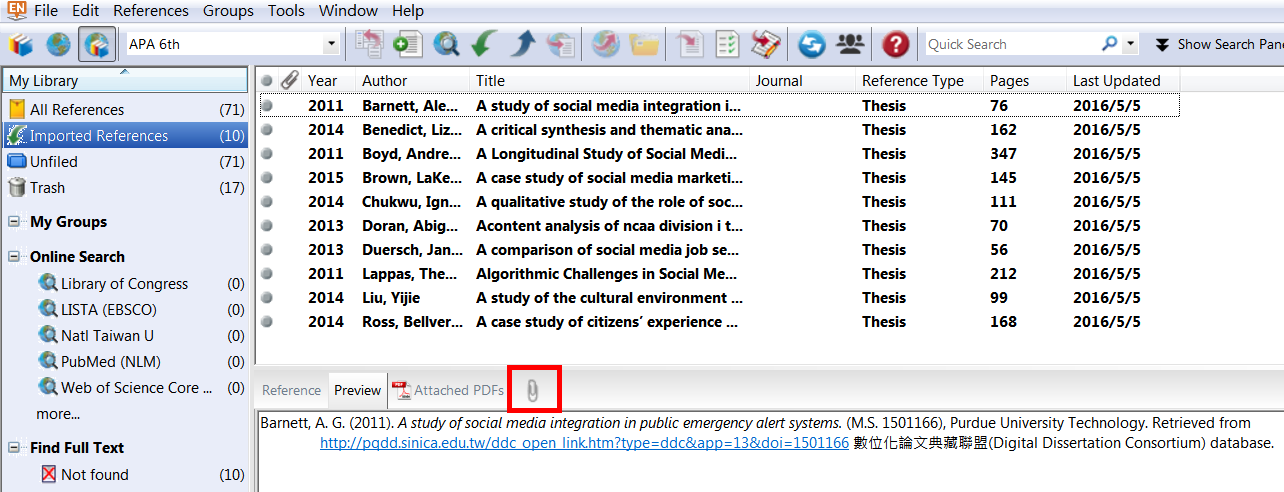 EN File Edit References Groups Tools Window Help
APA 6th Quick Search Show Search Pane
My Library
All References (71)
Imported References (10)
Unfiled (71)
Trash (17)
My Groups
Online Search
Library of Congress (0)
LISTA (EBSCO) (0)
Natl Taiwan U (0)
PubMed (NLM) (0)
Web of Science Core ... (0)
more...
Find Full Text
Not found (10)
Year Author Title Journal Reference Type Pages Last Updated
2011 Barnett, Ale... A study of social media integration i... Thesis 76 2016/5/5
2014 Benedict, Liz... A critical synthesis and thematic ana... Thesis 162 2016/5/5
2011 Boyd, Andre... A Longitudinal Study of Social Medi... Thesis 347 2016/5/5
2015 Brown, LaKe... A case study of social media marketi... Thesis 145 2016/5/5
2014 Chukwu, Ign... A qualitative study of the role of soc... Thesis 111 2016/5/5
2013 Doran, Abig... Acontent analysis of ncaa division i t... Thesis 70 2016/5/5
2013 Duersch, Jan... A comparison of social media job se... Thesis 56 2016/5/5
2011 Lappas, The... Algorithmic Challenges in Social Me... Thesis 212 2016/5/5
2014 Liu, Yijie A study of the cultural environment ... Thesis 99 2016/5/5
2014 Ross, Bellver... A case study of citizens’ experience ... Thesis 168 2016/5/5
Reference Preview PDF Attached PDFs
Barnett, A. G. (2011). A study of social media integration in public emergency alert systems. (M.S. 1501166), Purdue University Technology. Retrieved from
http://pqdd.sinica.edu.tw/ddc_open_link.htm?type=ddc&app=13&doi=1501166 數位化論文典藏聯盟(Digital Dissertation Consortium) database.